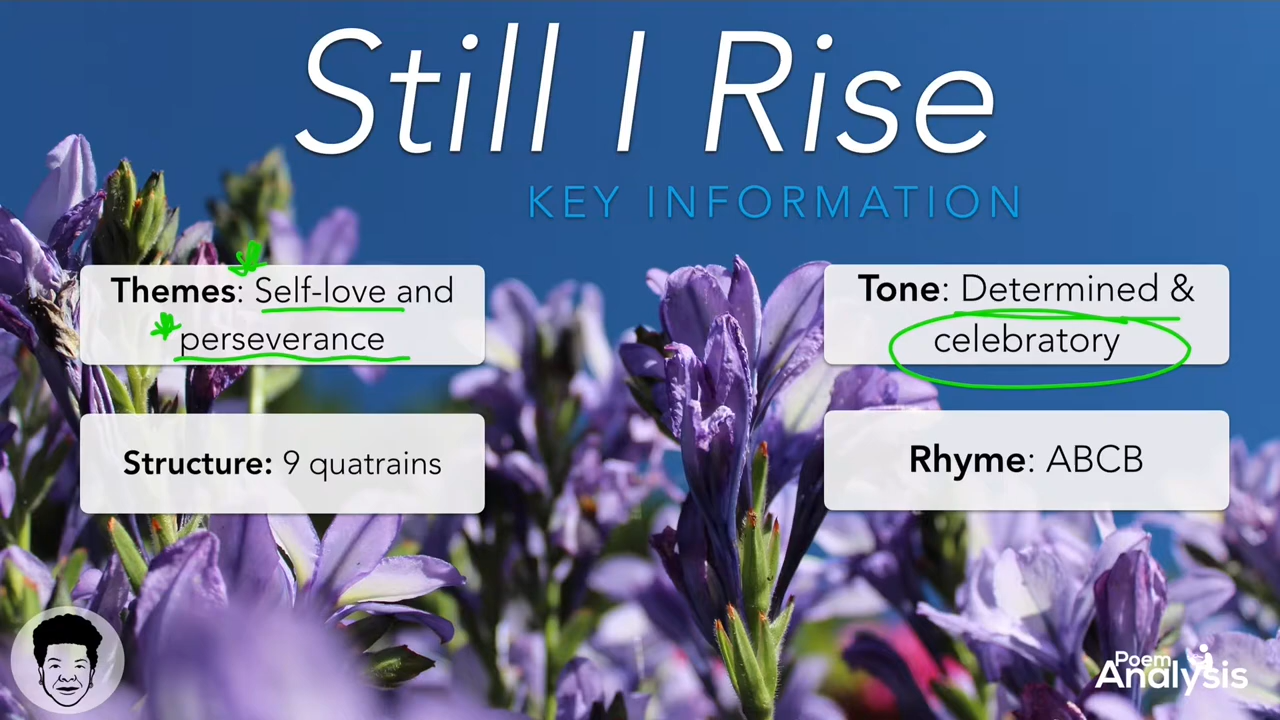 Still I Rise
KEY INFORMATION
Themes: Self-love and
perseverance
Tone: Determined &
celebratory
Structure: 9 quatrains
Rhyme: ABCB
Poem
Analysis